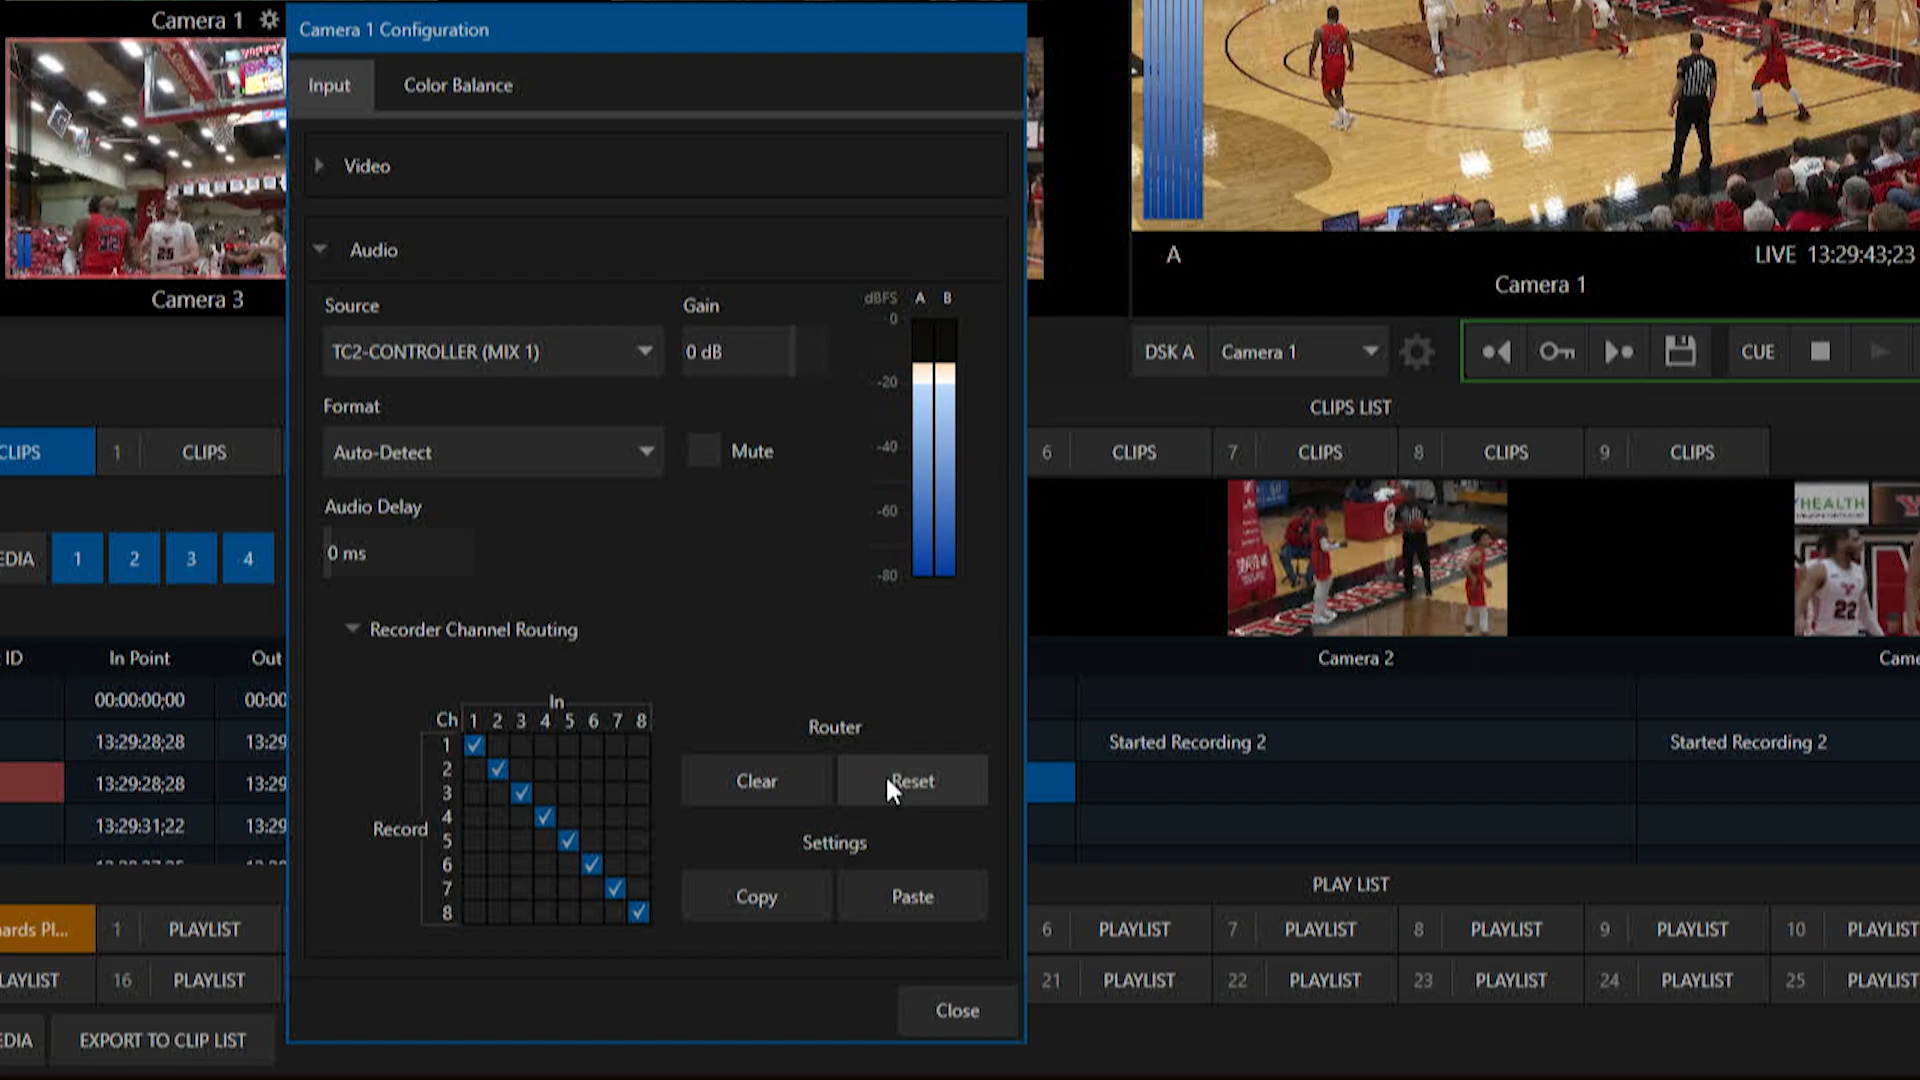 Camera 1
Camera 1 Configuration
Input
Color Balance
Video
Audio
Source
Gain
dBFS A B
TC2-CONTROLLER (MIX 1)
0 dB
0
-20
-40
-60
-80
Format
Auto-Detect
Mute
Audio Delay
0 ms
Recorder Channel Routing
In
Ch 1 2 3 4 5 6 7 8
1
2
3
4
5
6
7
8
Record
Router
Clear
Reset
Settings
Copy
Paste
Close
Camera 3
25
22
A
LIVE 13:29:43;23
Camera 1
DSK A
Camera 1
CUE
CLIPS LIST
CLIPS
1 CLIPS
6 CLIPS
7 CLIPS
8 CLIPS
9 CLIPS
EDIA
1 2 3 4
HEALTH
22
Camera 2
Came
ID
In Point
Out
00:00:00;00
00:00
13:29:28;28
13:29
13:29:28;28
13:29
13:29:31;22
13:29
Started Recording 2
Started Recording 2
PLAY LIST
ards Pl...
1 PLAYLIST
6 PLAYLIST
7 PLAYLIST
8 PLAYLIST
9 PLAYLIST
10 PLAYLIST
LAYLIST
16 PLAYLIST
21 PLAYLIST
22 PLAYLIST
23 PLAYLIST
24 PLAYLIST
25 PLAYLIST
EDIA
EXPORT TO CLIP LIST